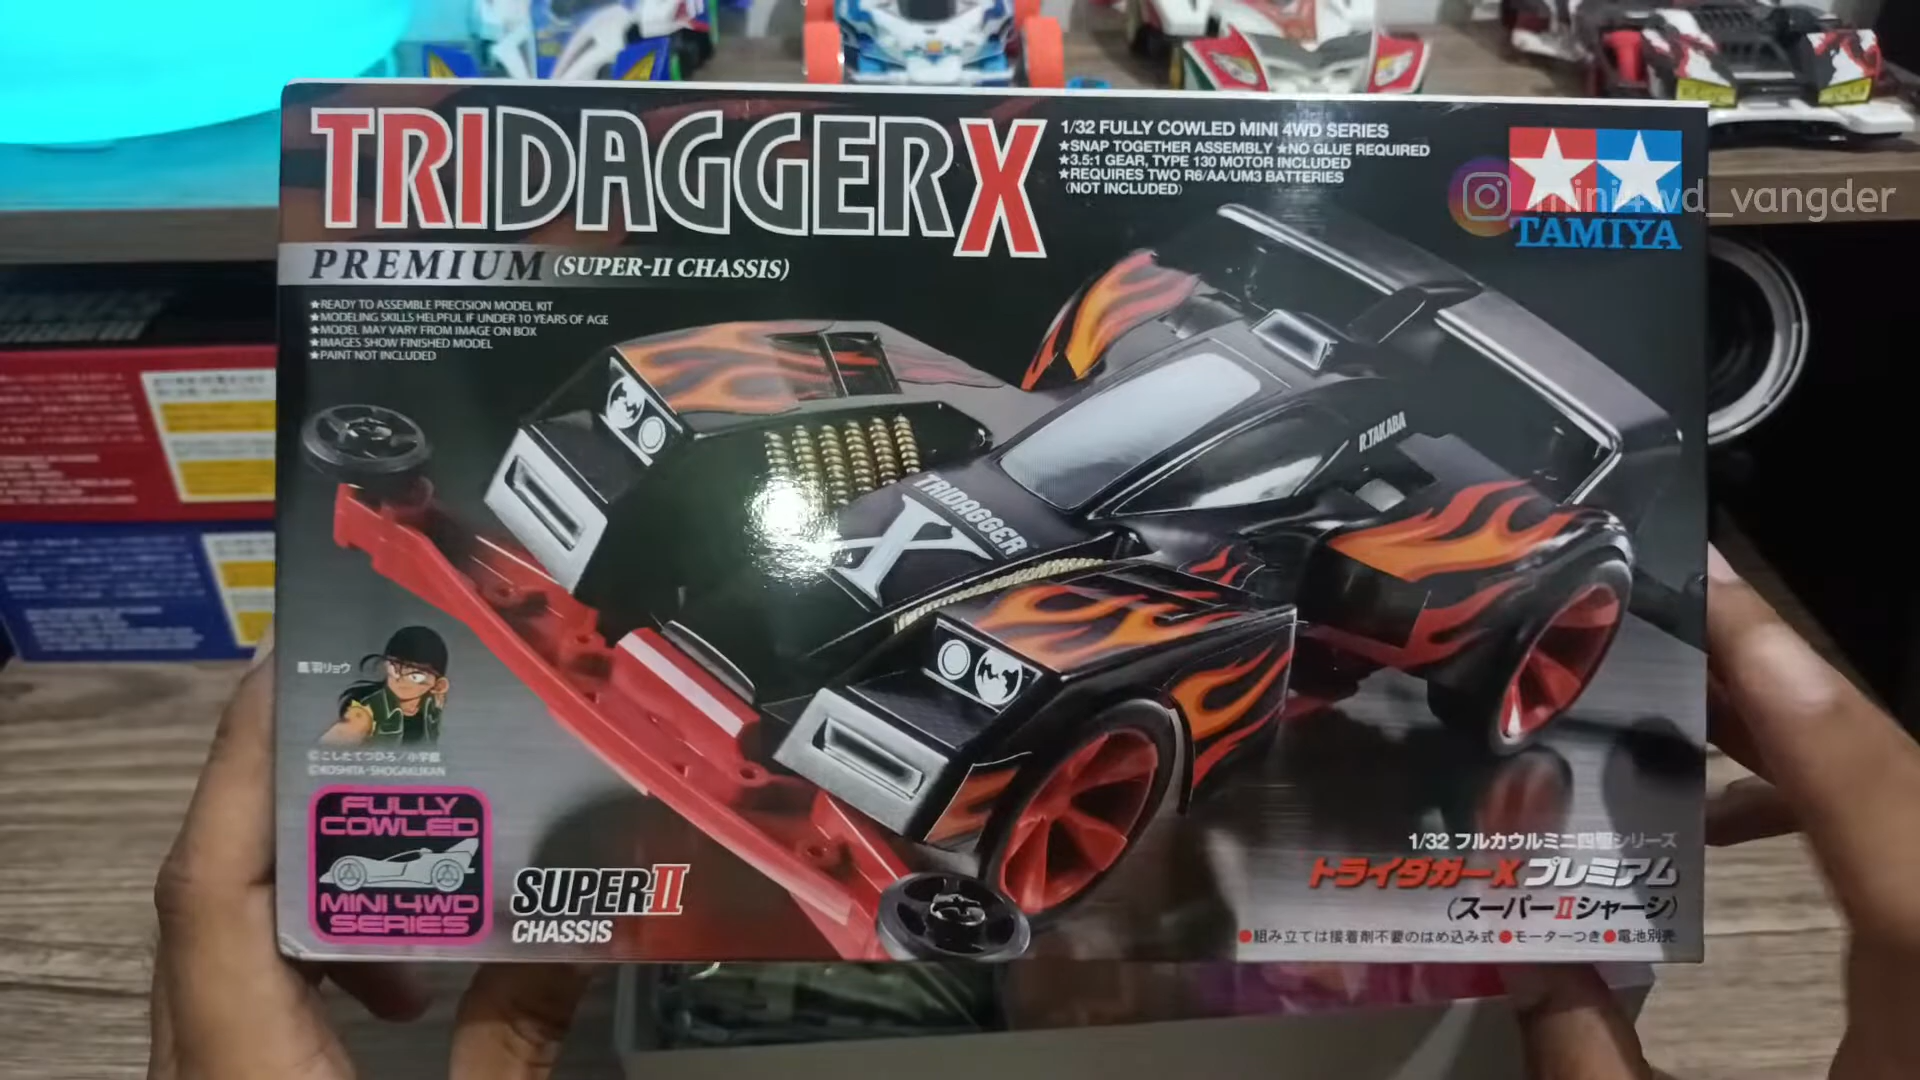 TRIDAGGER X
PREMIUM (SUPER-II CHASSIS)
★READY TO ASSEMBLE PRECISION MODEL KIT
★MODELING SKILLS HELPFUL IF UNDER 10 YEARS OF AGE
★MODEL MAY VARY FROM IMAGE ON BOX
★IMAGES SHOW FINISHED MODEL
★PAINT NOT INCLUDED
1/32 FULLY COWLED MINI 4WD SERIES
★SNAP TOGETHER ASSEMBLY ★NO GLUE REQUIRED
★3.5:1 GEAR, TYPE 130 MOTOR INCLUDED
★REQUIRES TWO R6/AA/UM3 BATTERIES
(NOT INCLUDED)
mini4wd_vangder
TAMIYA
R.TAKABA
TRIDAGGER
X
鷹羽リョウ
©こしたてつひろ/小学館
©KOSHITA・SHOGAKUKAN
FULLY
COWLED
MINI 4WD
SERIES
SUPER-II
CHASSIS
1/32 フルカウルミニ四駆シリーズ
トライダガーX プレミアム
(スーパーIIシャーシ)
●組み立ては接着剤不要のはめ込み式 ●モーターつき ●電池別売